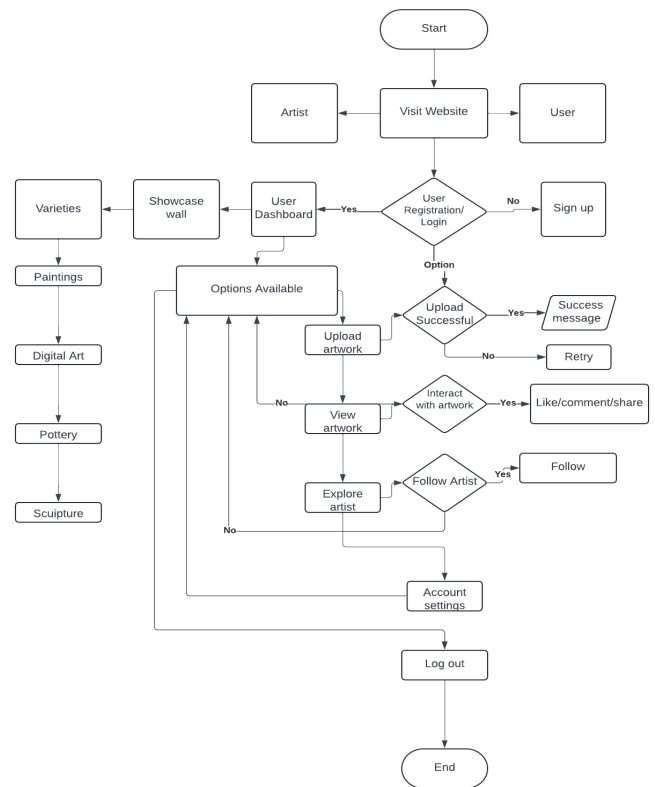 Start
Artist
Visit Website
User
Varieties
Showcase
wall
User
Dashboard
Yes
User
Registration/
Login
No
Sign up
Option
Paintings
Options Available
Upload
Successful
Yes
Success
message
Upload
artwork
No
Retry
Digital Art
Interact
with artwork
No
View
artwork
Yes
Like/comment/share
Pottery
Follow Artist
Yes
Follow
Explore
artist
Scuipture
No
Account
settings
Log out
End